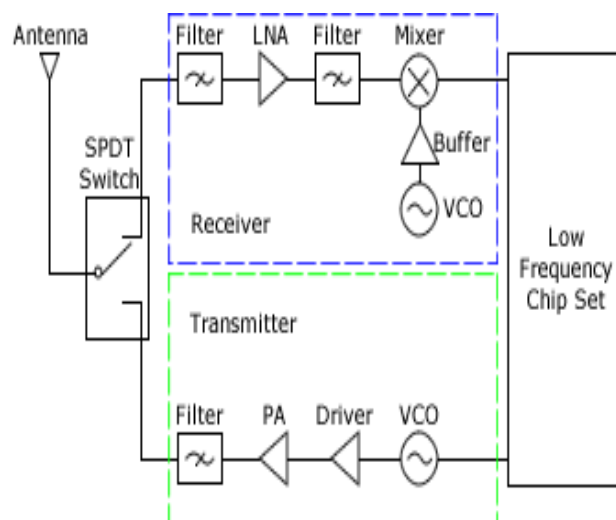 Antenna
Filter
LNA
Filter
Mixer
SPDT
Switch
Buffer
VCO
Receiver
Low
Frequency
Chip Set
Transmitter
Filter
PA
Driver
VCO